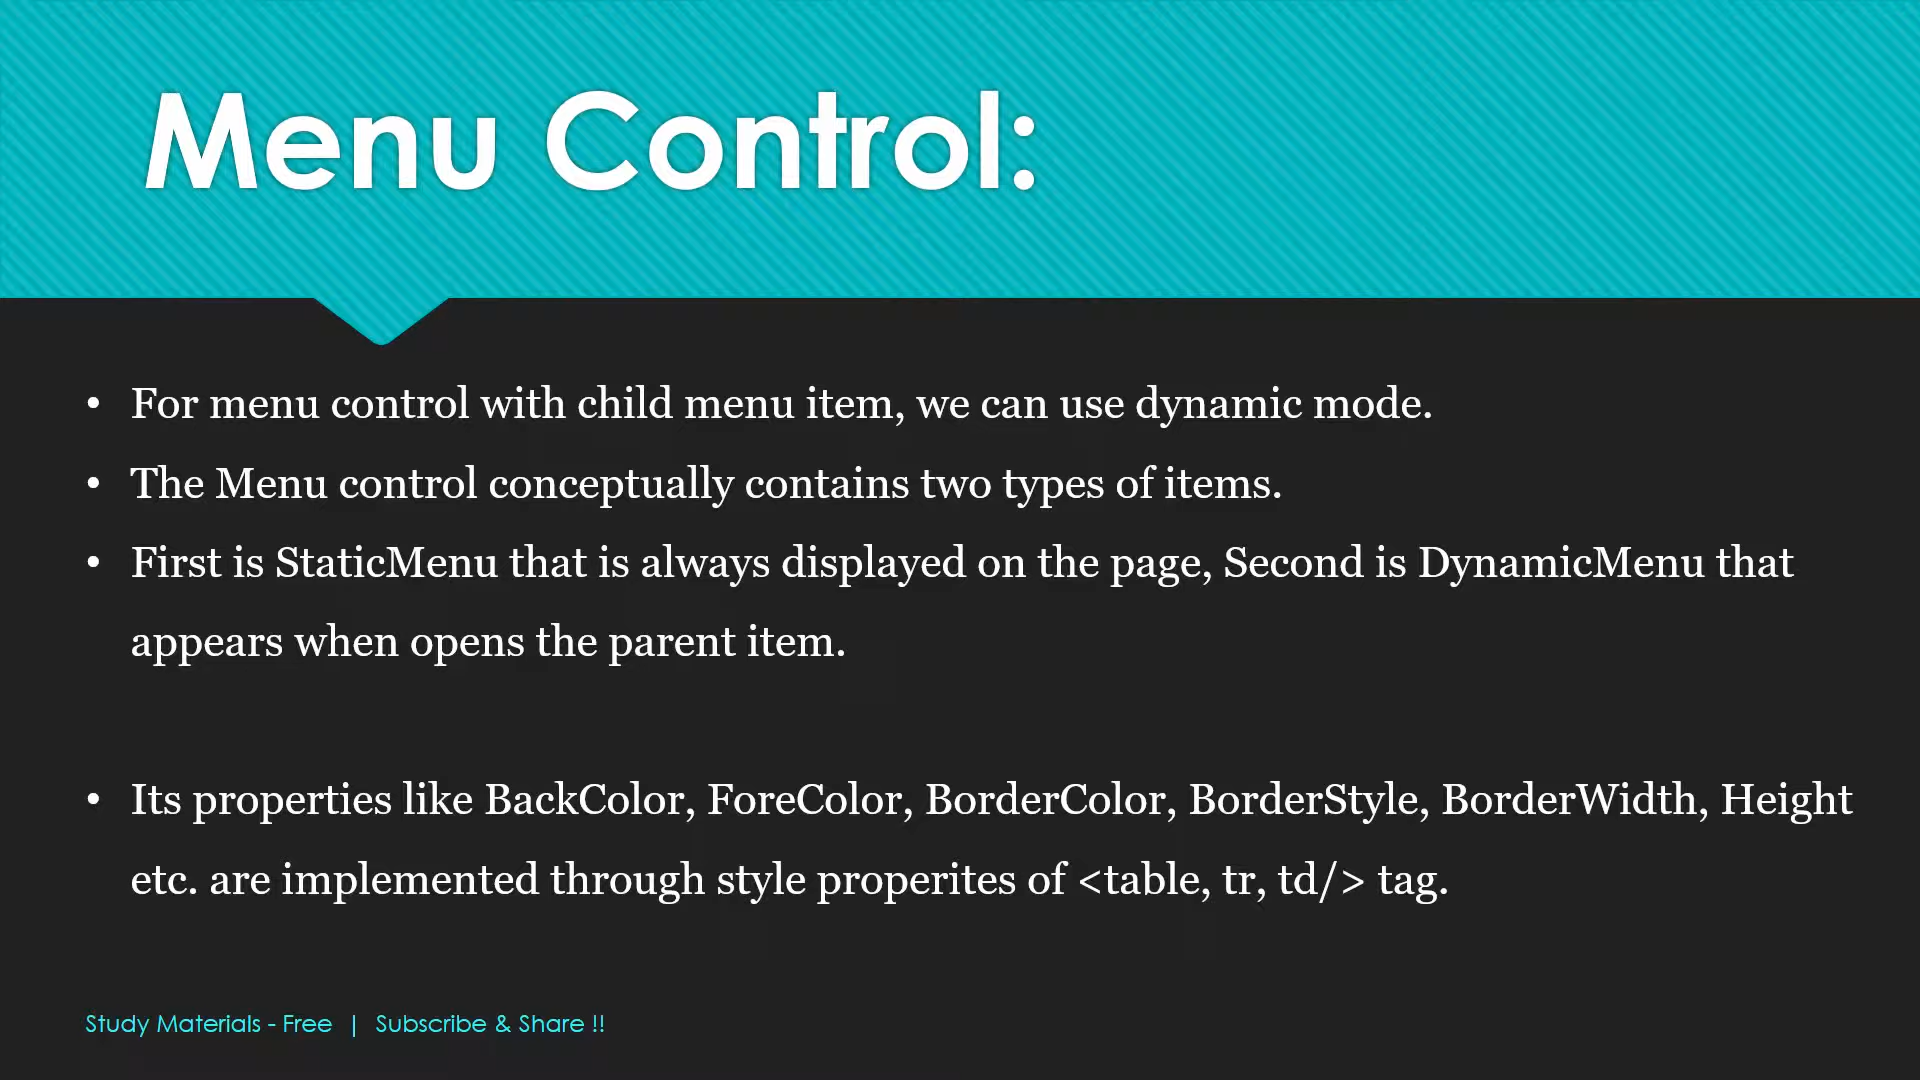 Menu Control:
• For menu control with child menu item, we can use dynamic mode.
• The Menu control conceptually contains two types of items.
• First is StaticMenu that is always displayed on the page, Second is DynamicMenu that
appears when opens the parent item.
• Its properties like BackColor, ForeColor, BorderColor, BorderStyle, BorderWidth, Height
etc. are implemented through style properites of <table, tr, td/> tag.
Study Materials - Free | Subscribe & Share !!